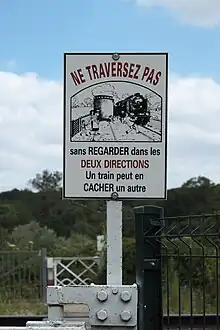 NE TRAVERSEZ PAS
sans REGARDER dans les
DEUX DIRECTIONS
Un train peut en
CACHER un autre